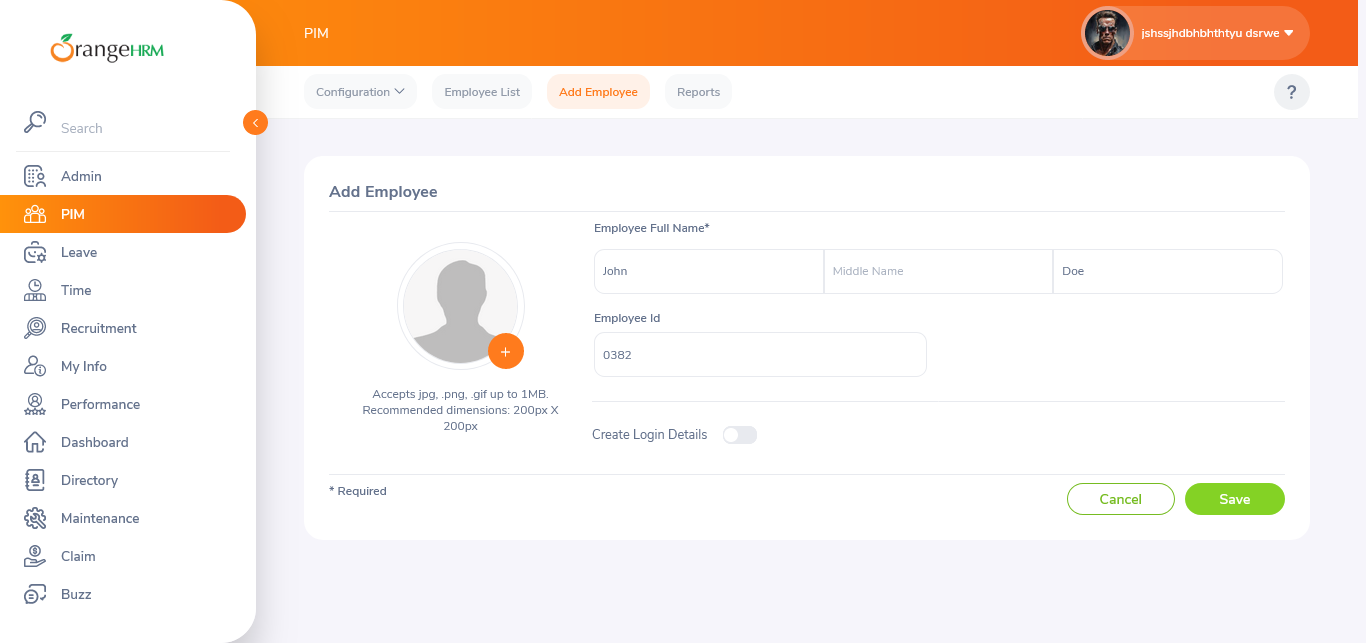 OrangeHRM
PIM
jshssjhdbhbhthtyu dsrwe
Configuration
Employee List
Add Employee
Reports
?
Search
Admin
PIM
Leave
Time
Recruitment
My Info
Performance
Dashboard
Directory
Maintenance
Claim
Buzz
Add Employee
Employee Full Name*
John
Middle Name
Doe
Employee Id
0382
+
Accepts jpg, .png, .gif up to 1MB.
Recommended dimensions: 200px X
200px
Create Login Details
* Required
Cancel
Save